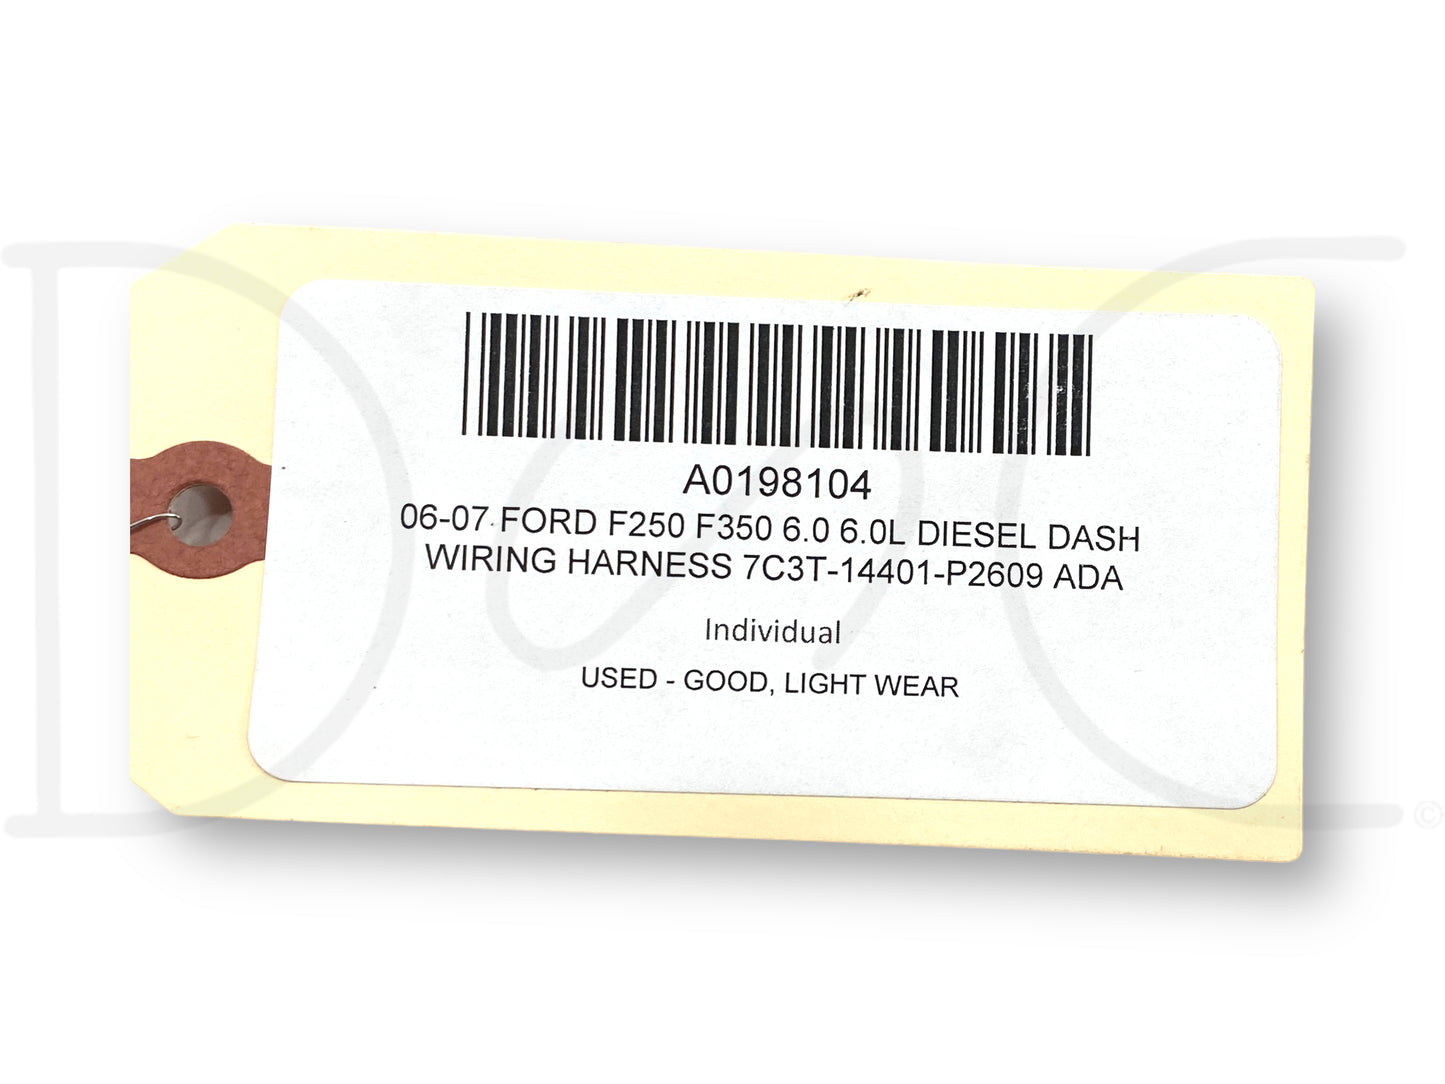 A0198104
06-07 FORD F250 F350 6.0 6.0L DIESEL DASH
WIRING HARNESS 7C3T-14401-P2609 ADA
Individual
USED - GOOD, LIGHT WEAR
©